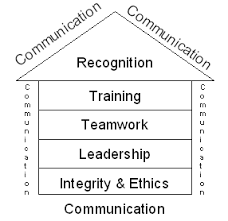 Communication
Communication
Recognition
Communication
Training
Teamwork
Leadership
Integrity & Ethics
Communication
Communication